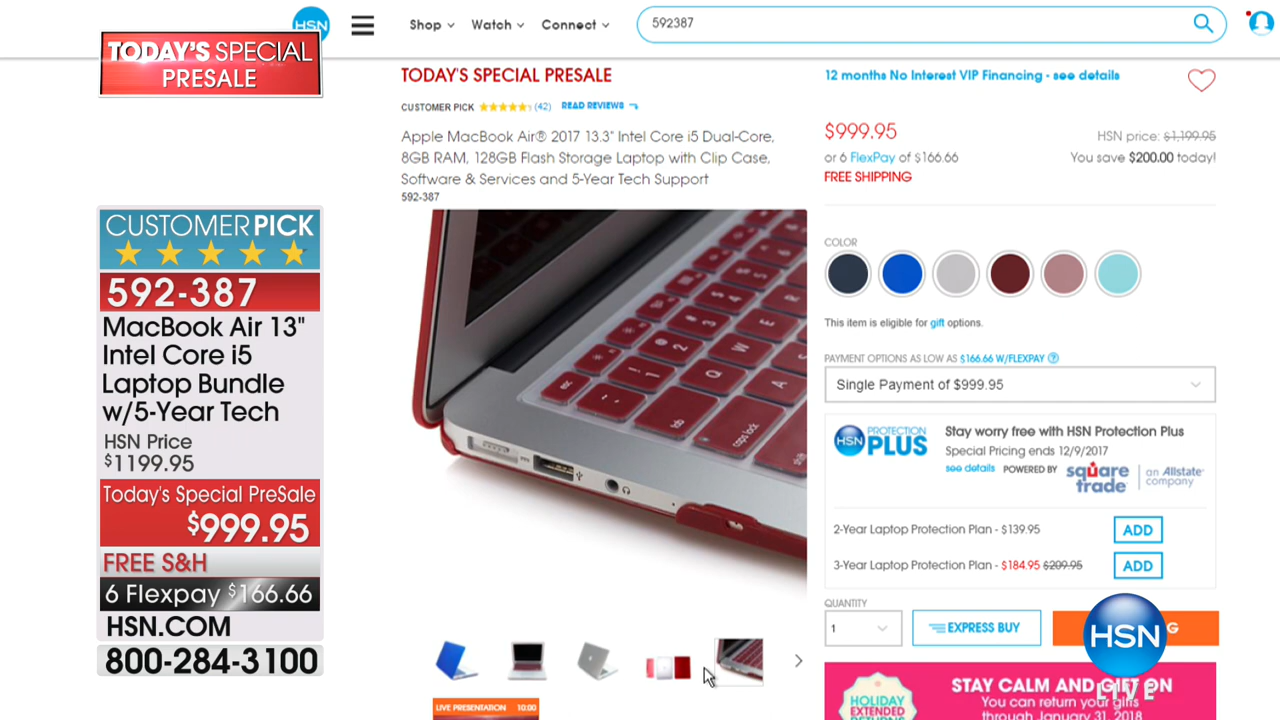 HSN
Shop
Watch
Connect
592387
TODAY'S SPECIAL
PRESALE
TODAY'S SPECIAL PRESALE
CUSTOMER PICK
(42)
READ REVIEWS
Apple MacBook Air® 2017 13.3" Intel Core i5 Dual-Core,
8GB RAM, 128GB Flash Storage Laptop with Clip Case,
Software & Services and 5-Year Tech Support
592-387
12 months No Interest VIP Financing - see details
$999.95
HSN price: $1,199.95
or 6 FlexPay of $166.66
You save $200.00 today!
FREE SHIPPING
COLOR
This item is eligible for gift options.
PAYMENT OPTIONS AS LOW AS $166.66 W/FLEXPAY ?
Single Payment of $999.95
HSN PROTECTION
PLUS
Stay worry free with HSN Protection Plus
Special Pricing ends 12/9/2017
see details POWERED BY
square
trade
an Allstate
company
2-Year Laptop Protection Plan - $139.95
ADD
3-Year Laptop Protection Plan - $184.95 $209.95
ADD
QUANTITY
1
EXPRESS BUY
G
HSN
LIVE
STAY CALM AND GIFT ON
You can return your gifts
through January 31, 2018
HOLIDAY
EXTENDED
RETURNS
CUSTOMER PICK
592-387
MacBook Air 13"
Intel Core i5
Laptop Bundle
w/5-Year Tech
HSN Price
$1199.95
Today's Special PreSale
$999.95
FREE S&H
6 Flexpay $166.66
HSN.COM
800-284-3100
esc
tab
caps lock
Q
W
E
A
1
2
3
LIVE PRESENTATION 10:00